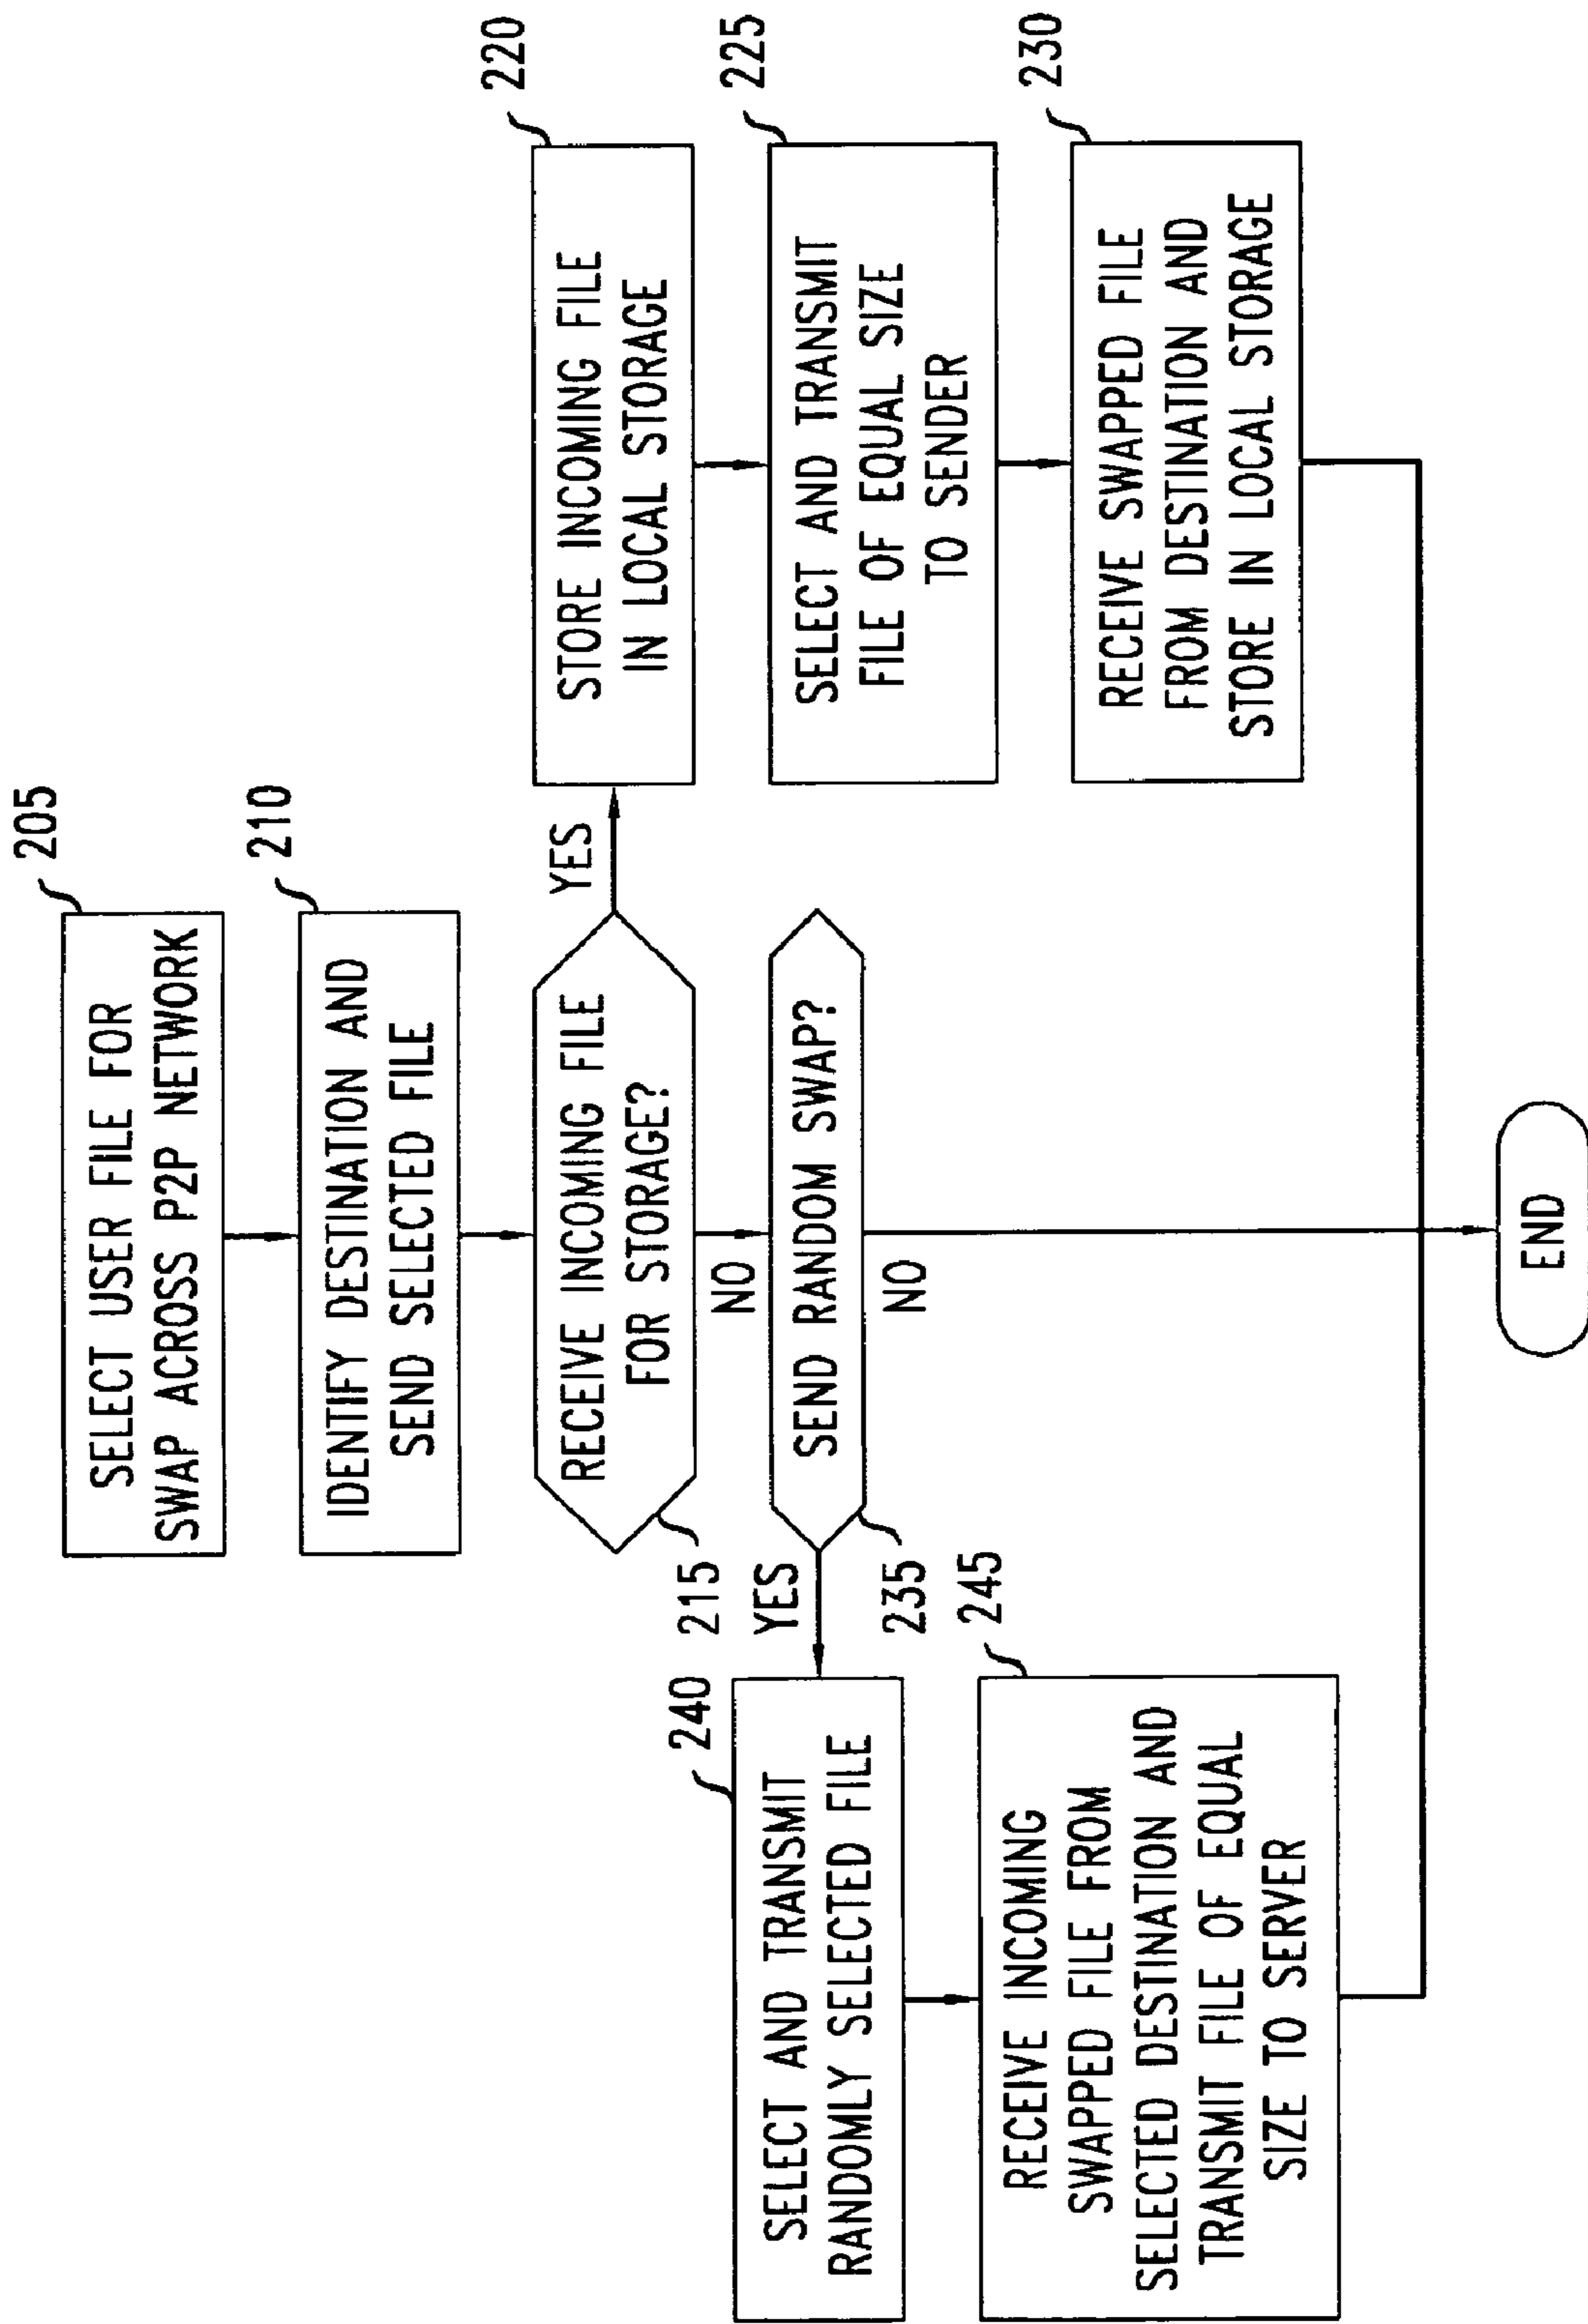 205
SELECT USER FILE FOR
SWAP ACROSS P2P NETWORK
210
IDENTIFY DESTINATION AND
SEND SELECTED FILE
215
RECEIVE INCOMING FILE
FOR STORAGE?
YES
NO
220
STORE INCOMING FILE
IN LOCAL STORAGE
225
SELECT AND TRANSMIT
FILE OF EQUAL SIZE
TO SENDER
230
RECEIVE SWAPPED FILE
FROM DESTINATION AND
STORE IN LOCAL STORAGE
235
SEND RANDOM SWAP?
YES
NO
240
SELECT AND TRANSMIT
RANDOMLY SELECTED FILE
245
RECEIVE INCOMING
SWAPPED FILE FROM
SELECTED DESTINATION AND
TRANSMIT FILE OF EQUAL
SIZE TO SERVER
END